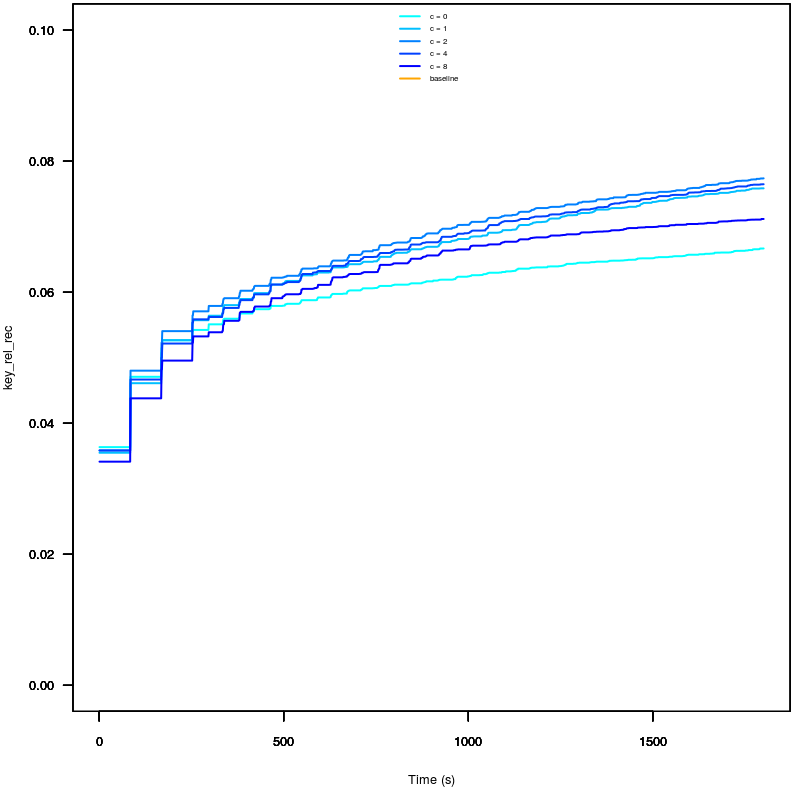 c = 0
c = 1
c = 2
c = 4
c = 8
baseline
0.10
0.08
0.06
0.04
0.02
0.00
key_rel_rec
0 500 1000 1500
Time (s)